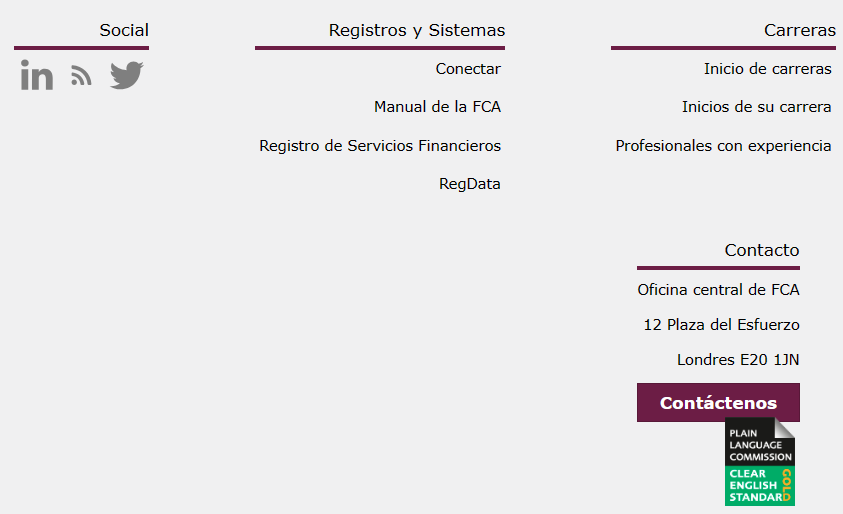 Social
Registros y Sistemas
Conectar
Manual de la FCA
Registro de Servicios Financieros
RegData
Carreras
Inicio de carreras
Inicios de su carrera
Profesionales con experiencia
Contacto
Oficina central de FCA
12 Plaza del Esfuerzo
Londres E20 1JN
Contáctenos
PLAIN
LANGUAGE
COMMISSION
CLEAR
ENGLISH
STANDARD
GOLD